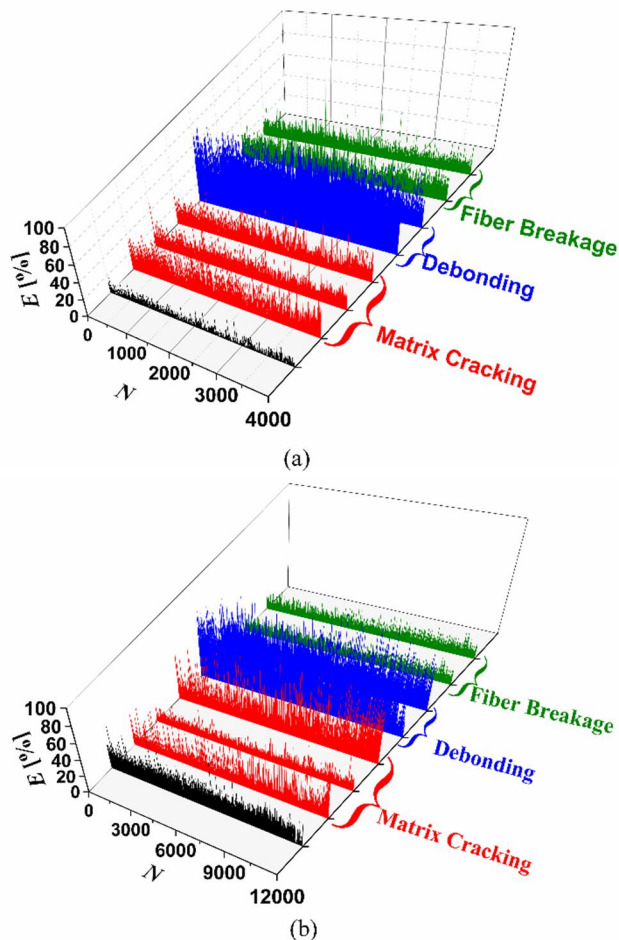 100
80
60
40
20
0
E [%]
0
1000
2000
3000
4000
N
Fiber Breakage
Debonding
Matrix Cracking
(a)
100
80
60
40
20
0
E [%]
0
3000
6000
9000
12000
N
Fiber Breakage
Debonding
Matrix Cracking
(b)